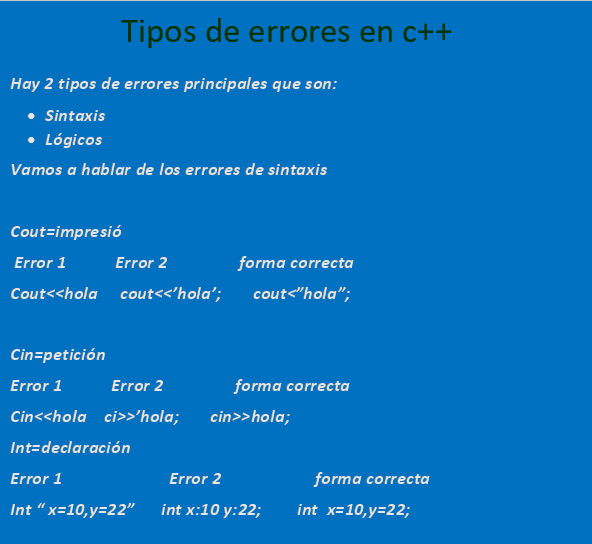 Tipos de errores en c++
Hay 2 tipos de errores principales que son:
• Sintaxis
• Lógicos
Vamos a hablar de los errores de sintaxis
Cout=impresió
Error 1 Error 2 forma correcta
Cout<<hola cout<<’hola’; cout<”hola”;
Cin=petición
Error 1 Error 2 forma correcta
Cin<<hola ci>>’hola; cin>>hola;
Int=declaración
Error 1 Error 2 forma correcta
Int “ x=10,y=22” int x:10 y:22; int x=10,y=22;